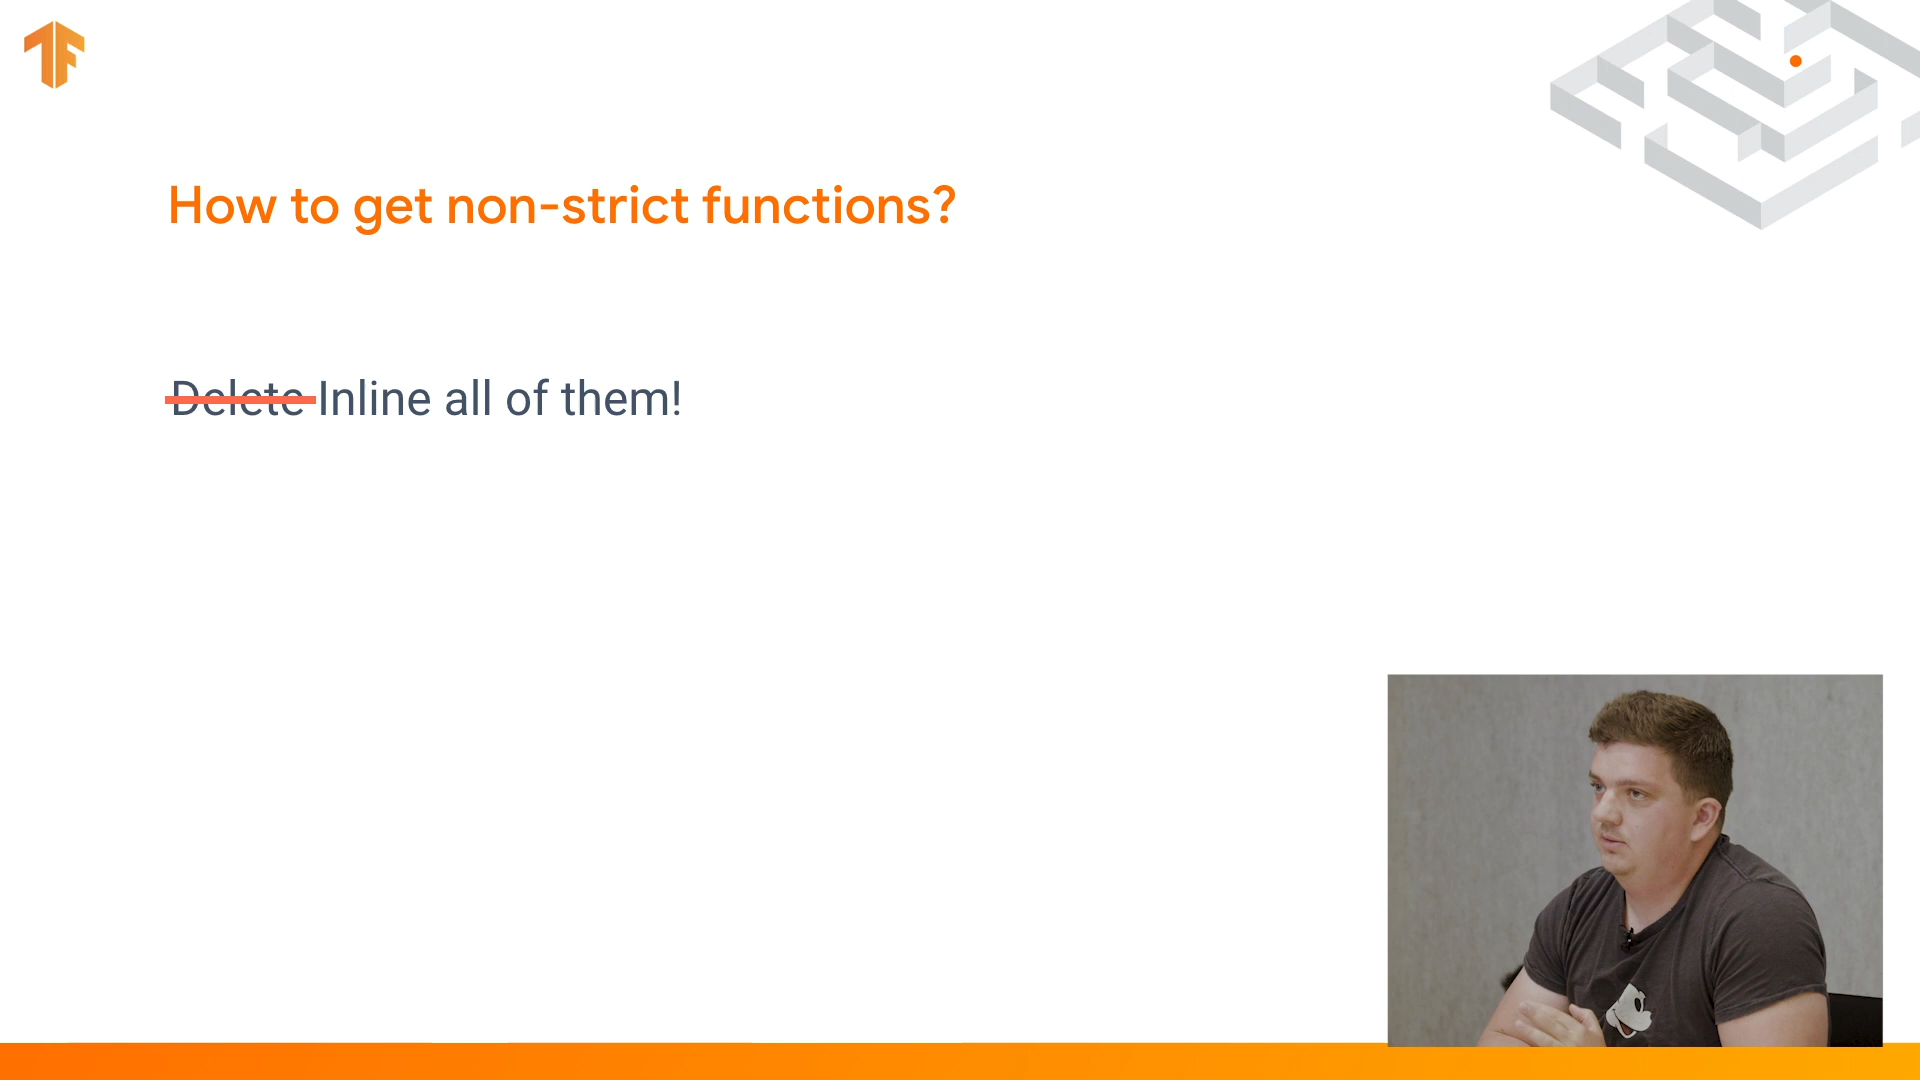 How to get non-strict functions?
Delete Inline all of them!